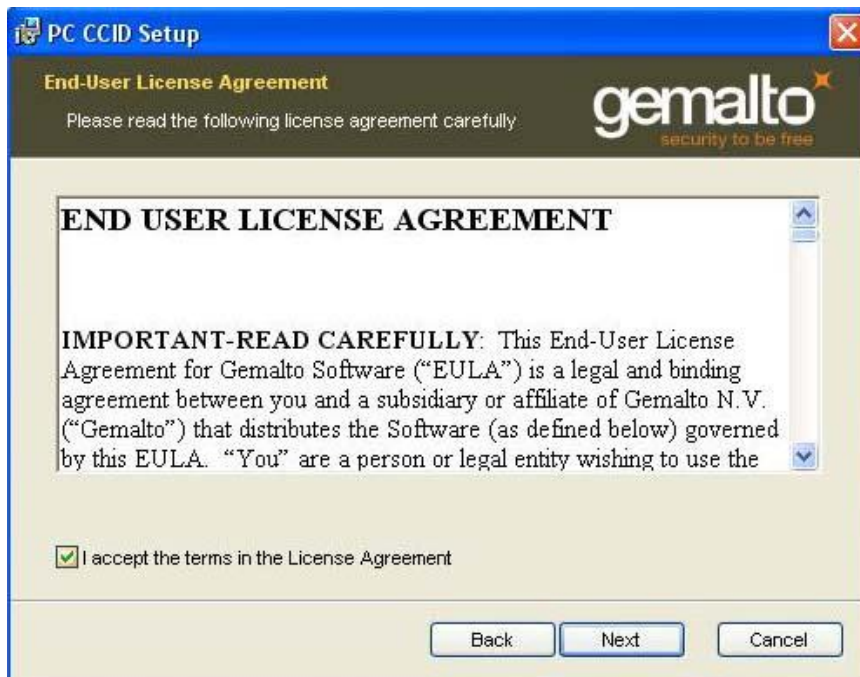 PC CCID Setup
End-User License Agreement
Please read the following license agreement carefully
gemalto
security to be free
END USER LICENSE AGREEMENT
IMPORTANT-READ CAREFULLY: This End-User License
Agreement for Gemalto Software (“EULA”) is a legal and binding
agreement between you and a subsidiary or affiliate of Gemalto N.V.
(“Gemalto”) that distributes the Software (as defined below) governed
by this EULA. “You” are a person or legal entity wishing to use the
I accept the terms in the License Agreement
Back Next Cancel